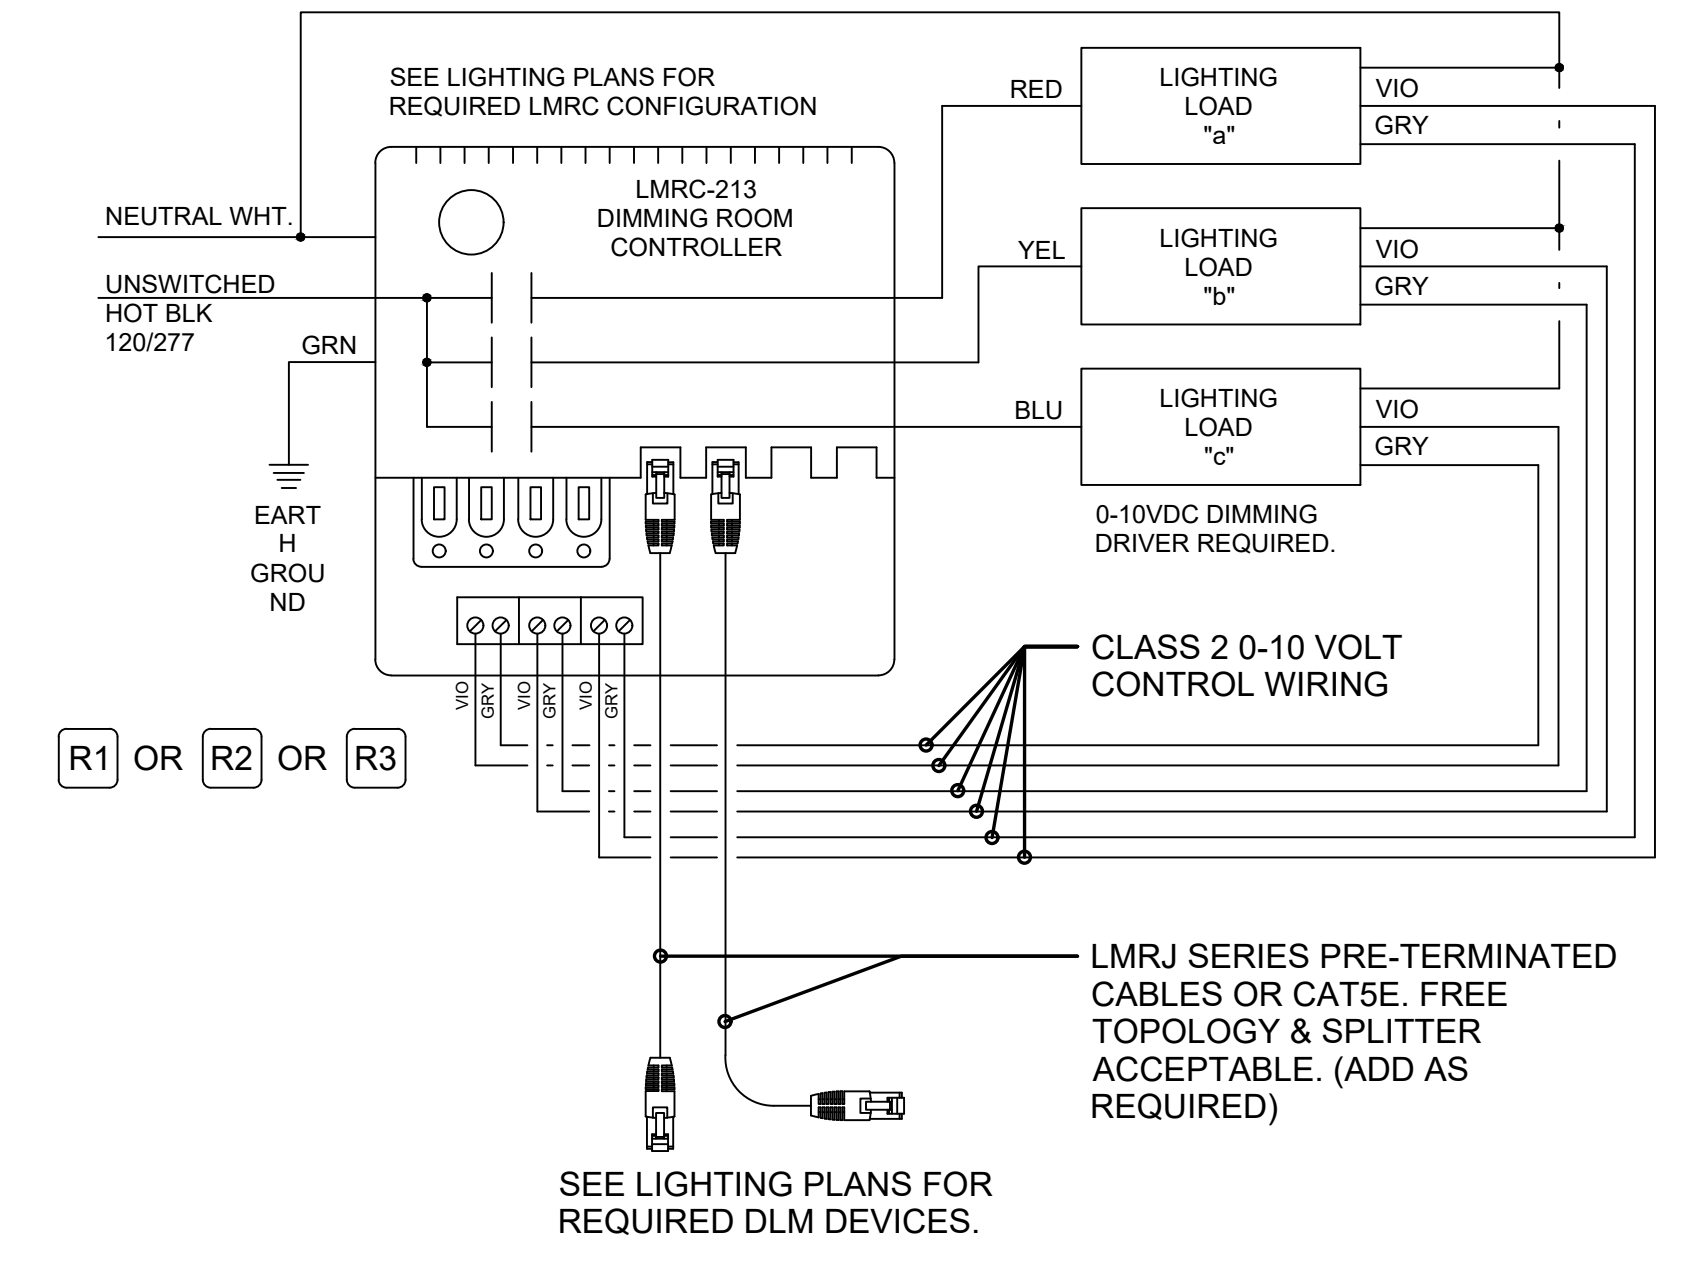 SEE LIGHTING PLANS FOR
REQUIRED LMRC CONFIGURATION
LMRC-213
DIMMING ROOM
CONTROLLER
NEUTRAL WHT.
UNSWITCHED
HOT BLK
120/277
GRN
EART
H
GROU
ND
RED
LIGHTING
LOAD
"a"
VIO
GRY
YEL
LIGHTING
LOAD
"b"
VIO
GRY
BLU
LIGHTING
LOAD
"c"
VIO
GRY
0-10VDC DIMMING
DRIVER REQUIRED.
VIO
GRY
VIO
GRY
VIO
GRY
CLASS 2 0-10 VOLT
CONTROL WIRING
R1 OR R2 OR R3
LMRJ SERIES PRE-TERMINATED
CABLES OR CAT5E. FREE
TOPOLOGY & SPLITTER
ACCEPTABLE. (ADD AS
REQUIRED)
SEE LIGHTING PLANS FOR
REQUIRED DLM DEVICES.